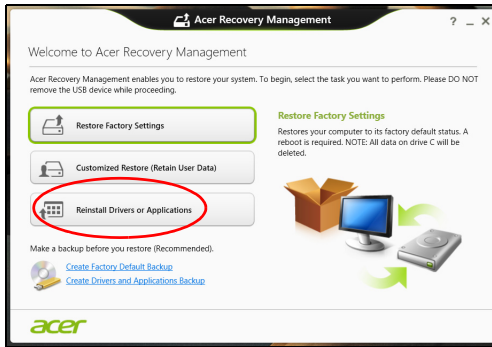 Acer Recovery Management
? _ X
Welcome to Acer Recovery Management
Acer Recovery Management enables you to restore your system. To begin, select the task you want to perform. Please DO NOT
remove the USB device while proceeding.
Restore Factory Settings
Customized Restore (Retain User Data)
Reinstall Drivers or Applications
Restore Factory Settings
Restores your computer to its factory default status. A
reboot is required. NOTE: All data on drive C will be
deleted.
Make a backup before you restore (Recommended).
Create Factory Default Backup
Create Drivers and Applications Backup
acer